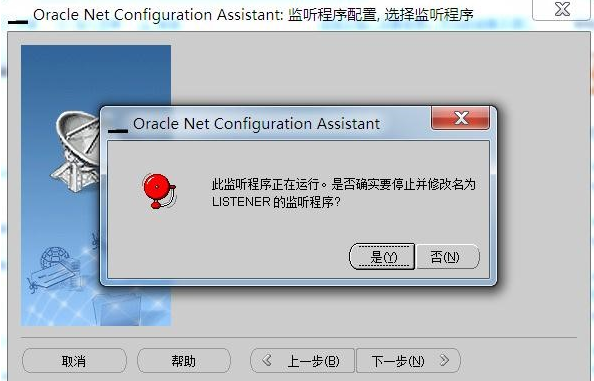 Oracle Net Configuration Assistant: 监听程序配置, 选择监听程序
Oracle Net Configuration Assistant
此监听程序正在运行。是否确实要停止并修改名为
LISTENER 的监听程序?
是(Y)
否(N)
取消
帮助
上一步(B)
下一步(N)